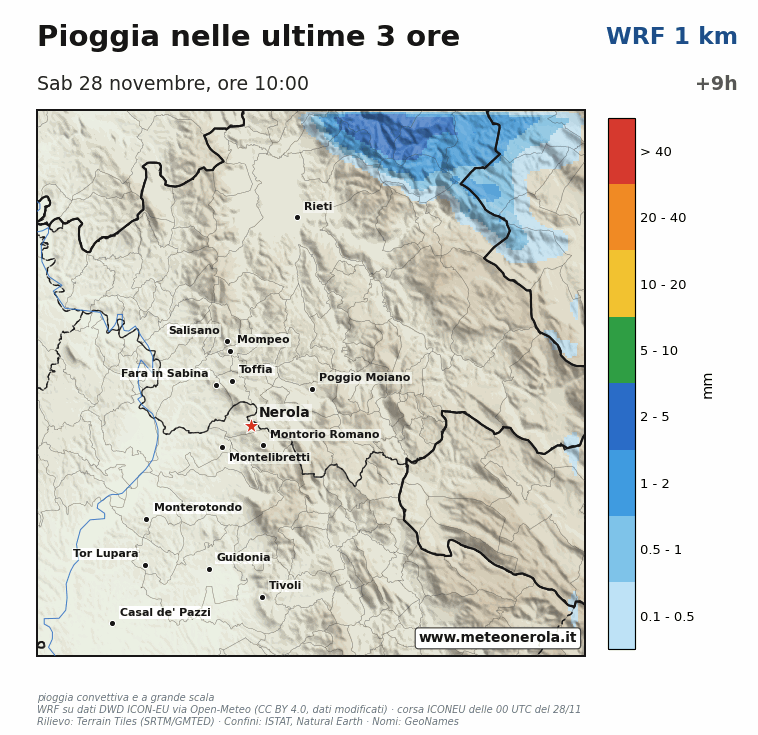 Pioggia nelle ultime 3 ore
WRF 1 km
Sab 28 novembre, ore 10:00
+9h
Rieti
Salisano
Mompeo
Fara in Sabina
Toffia
Poggio Moiano
Nerola
Montorio Romano
Montelibretti
Monterotondo
Tor Lupara
Guidonia
Tivoli
Casal de' Pazzi
www.meteonerola.it
> 40
20 - 40
10 - 20
5 - 10
mm
2 - 5
1 - 2
0.5 - 1
0.1 - 0.5
pioggia convettiva e a grande scala
WRF su dati DWD ICON-EU via Open-Meteo (CC BY 4.0, dati modificati) · corsa ICONEU delle 00 UTC del 28/11
Rilievo: Terrain Tiles (SRTM/GMTED) · Confini: ISTAT, Natural Earth · Nomi: GeoNames